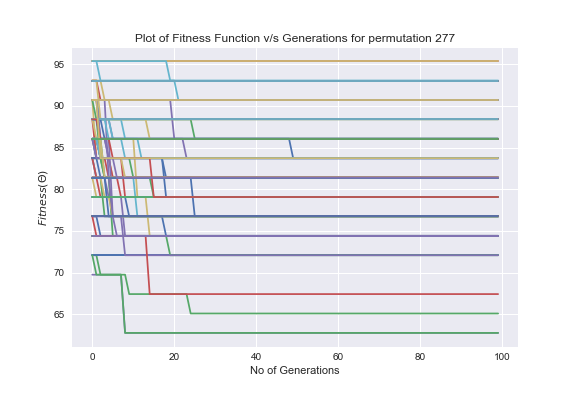 Plot of Fitness Function v/s Generations for permutation 277
95
90
85
80
75
70
65
Fitness(Θ)
0 20 40 60 80 100
No of Generations